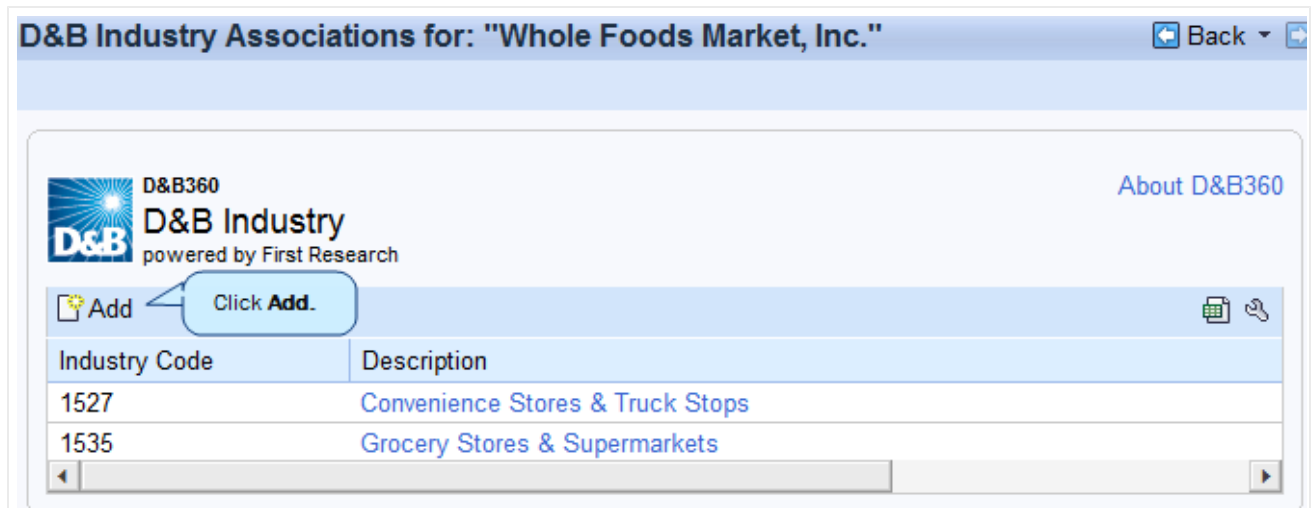 D&B Industry Associations for: "Whole Foods Market, Inc." Back
D&B360 About D&B360
D&B Industry
D&B powered by First Research
Add Click Add.
Industry Code Description
1527 Convenience Stores & Truck Stops
1535 Grocery Stores & Supermarkets